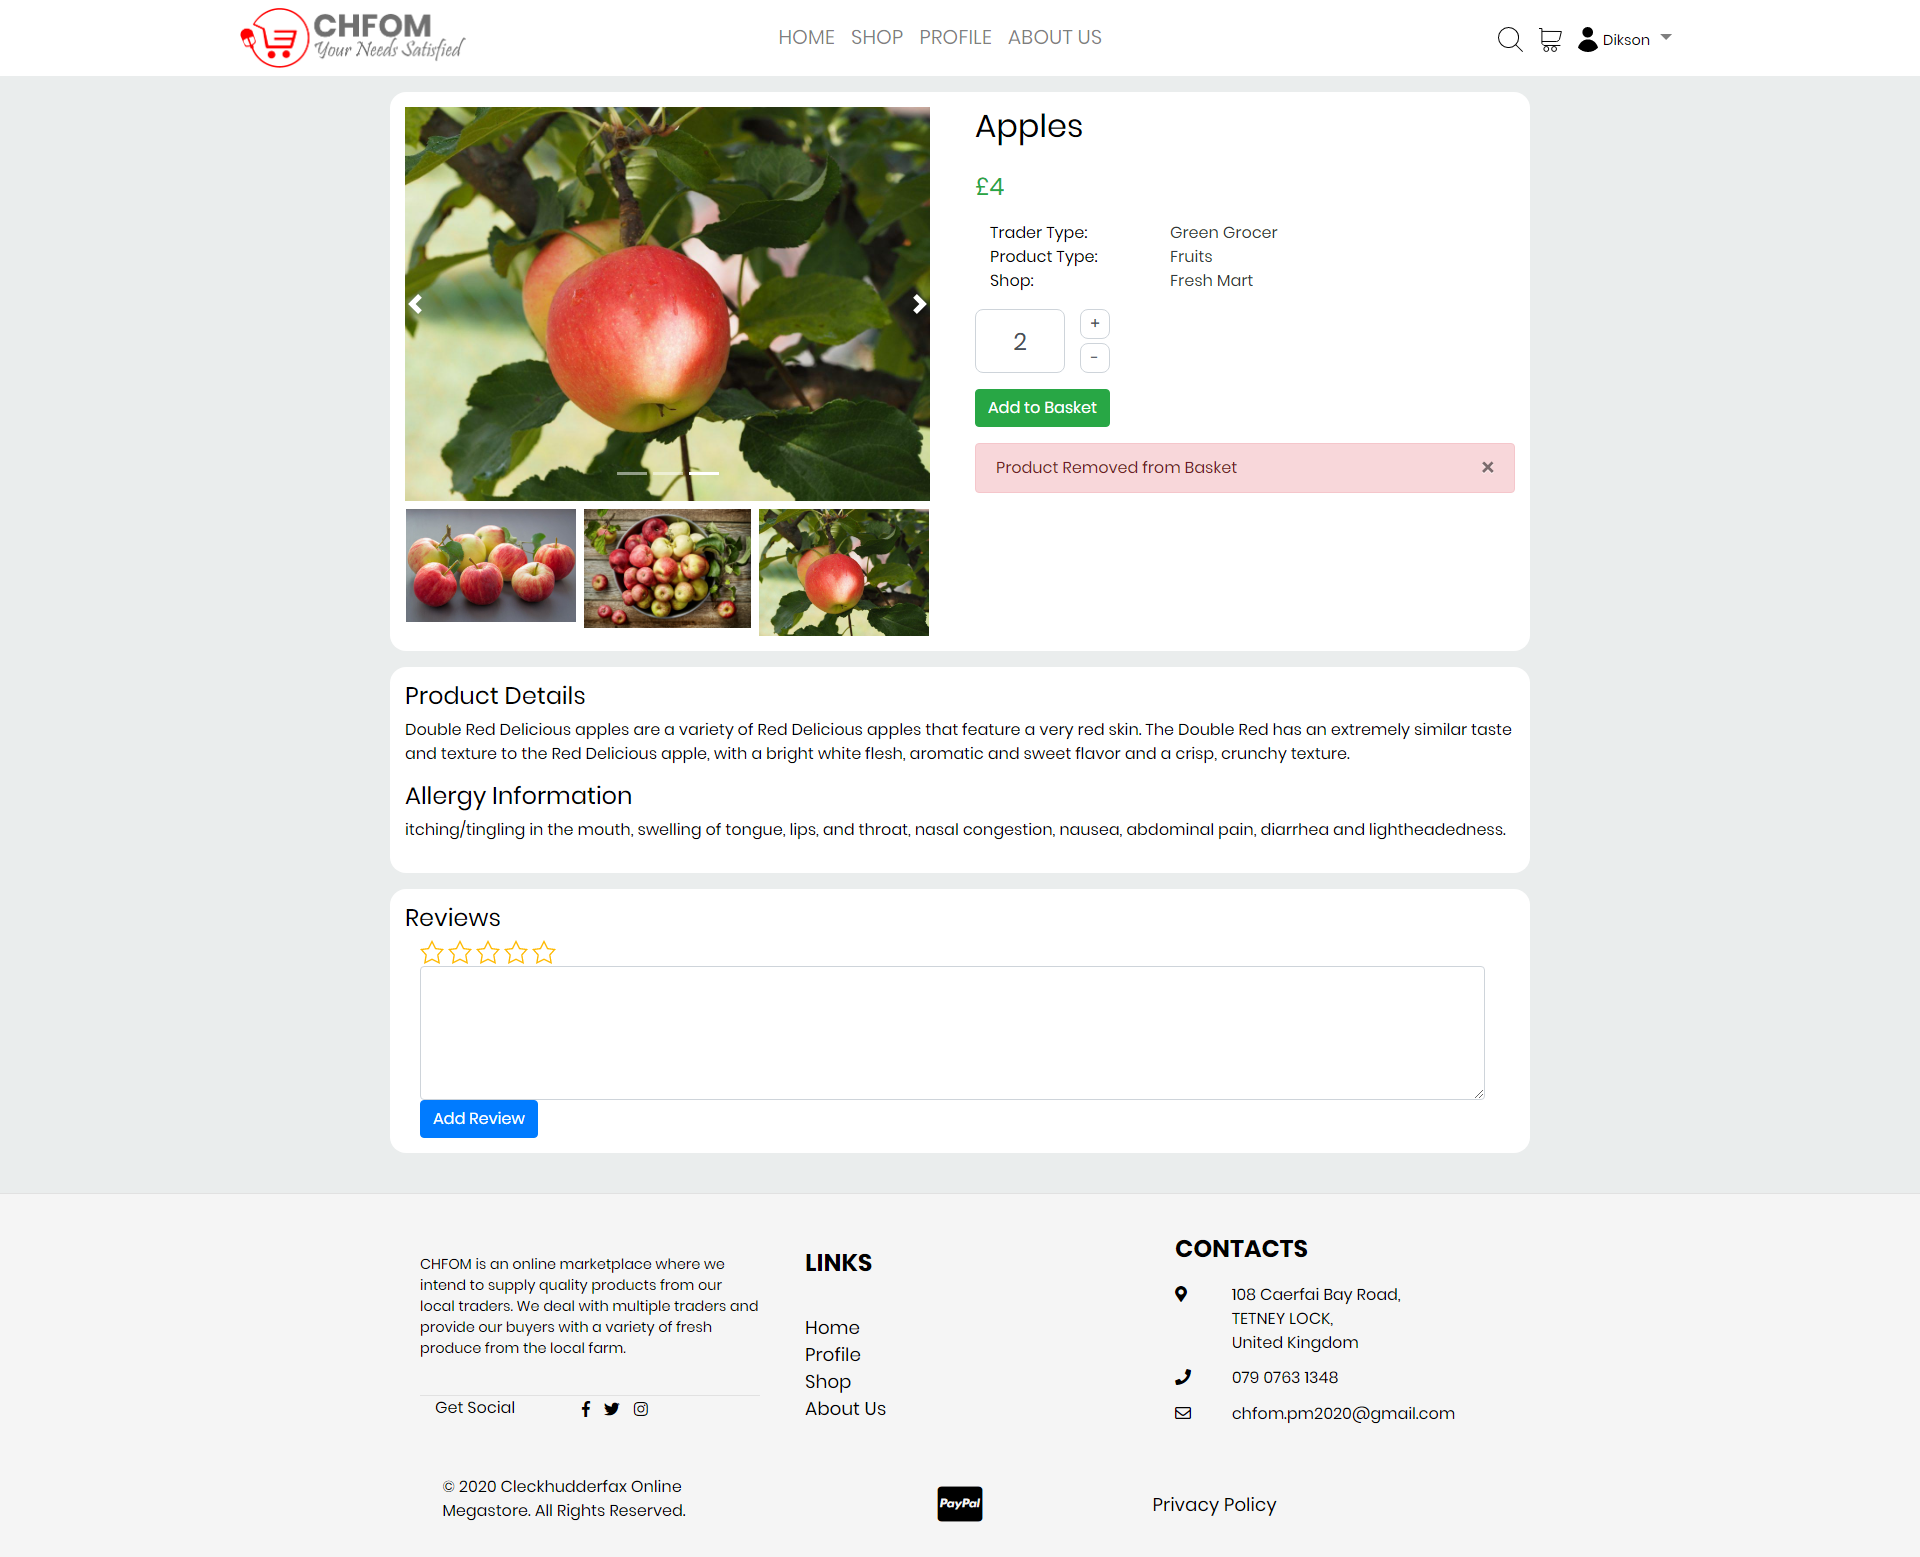 CHFOM
Your Needs Satisfied
HOME SHOP PROFILE ABOUT US
Dikson
Apples
£4
Trader Type: Green Grocer
Product Type: Fruits
Shop: Fresh Mart
2
+
-
Add to Basket
Product Removed from Basket ×
Product Details
Double Red Delicious apples are a variety of Red Delicious apples that feature a very red skin. The Double Red has an extremely similar taste
and texture to the Red Delicious apple, with a bright white flesh, aromatic and sweet flavor and a crisp, crunchy texture.
Allergy Information
itching/tingling in the mouth, swelling of tongue, lips, and throat, nasal congestion, nausea, abdominal pain, diarrhea and lightheadedness.
Reviews
Add Review
CHFOM is an online marketplace where we
intend to supply quality products from our
local traders. We deal with multiple traders and
provide our buyers with a variety of fresh
produce from the local farm.
Get Social
LINKS
Home
Profile
Shop
About Us
CONTACTS
108 Caerfai Bay Road,
TETNEY LOCK,
United Kingdom
079 0763 1348
chfom.pm2020@gmail.com
© 2020 Cleckhudderfax Online
Megastore. All Rights Reserved.
PayPal
Privacy Policy